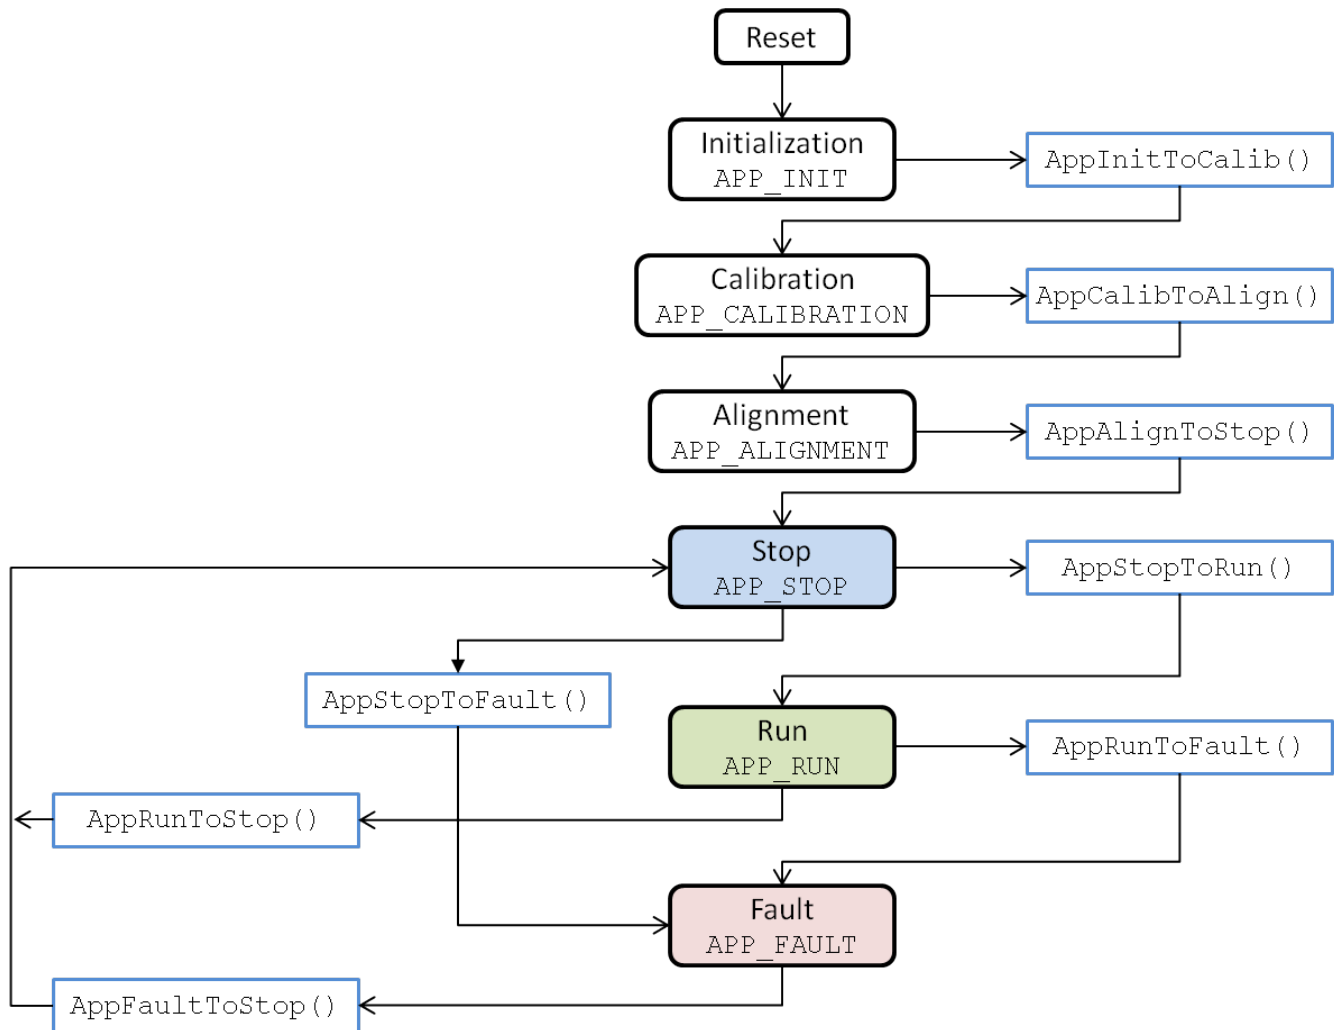 Reset
Initialization
APP_INIT
AppInitToCalib()
Calibration
APP_CALIBRATION
AppCalibToAlign()
Alignment
APP_ALIGNMENT
AppAlignToStop()
Stop
APP_STOP
AppStopToRun()
AppStopToFault()
Run
APP_RUN
AppRunToFault()
AppRunToStop()
Fault
APP_FAULT
AppFaultToStop()